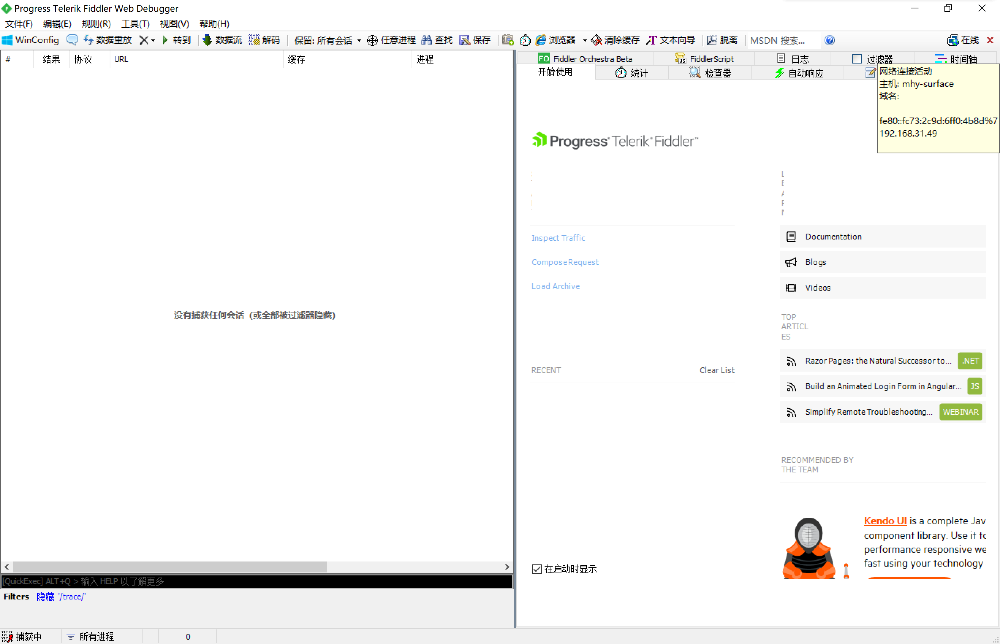 Progress Telerik Fiddler Web Debugger
文件(F) 编辑(E) 规则(R) 工具(T) 视图(V) 帮助(H)
WinConfig 数据重放 转到 数据流 解码 保留: 所有会话 任意进程 查找 保存 浏览器 清除缓存 文本向导 脱离 MSDN 搜索... 在线
# 结果 协议 URL 缓存 进程
FO Fiddler Orchestra Beta JS FiddlerScript 日志 过滤器 时间轴
开始使用 统计 检查器 自动响应
网络连接活动
主机: mhy-surface
域名:
fe80::fc73:2c9d:6ff0:4b8d%7
192.168.31.49
Progress Telerik Fiddler™
Inspect Traffic
Compose Request
Load Archive
Documentation
Blogs
Videos
没有捕获任何会话 (或全部被过滤器隐藏)
TOP
ARTICL
ES
Razor Pages: the Natural Successor to... .NET
Build an Animated Login Form in Angular... JS
Simplify Remote Troubleshooting... WEBINAR
RECENT Clear List
RECOMMENDED BY
THE TEAM
Kendo UI is a complete Jav
component library. Use it to
performance responsive we
fast using your technology
在启动时显示
[QuickExec] ALT+Q > 输入 HELP 以了解更多
Filters 隐藏 '/trace/'
捕获中 所有进程 0